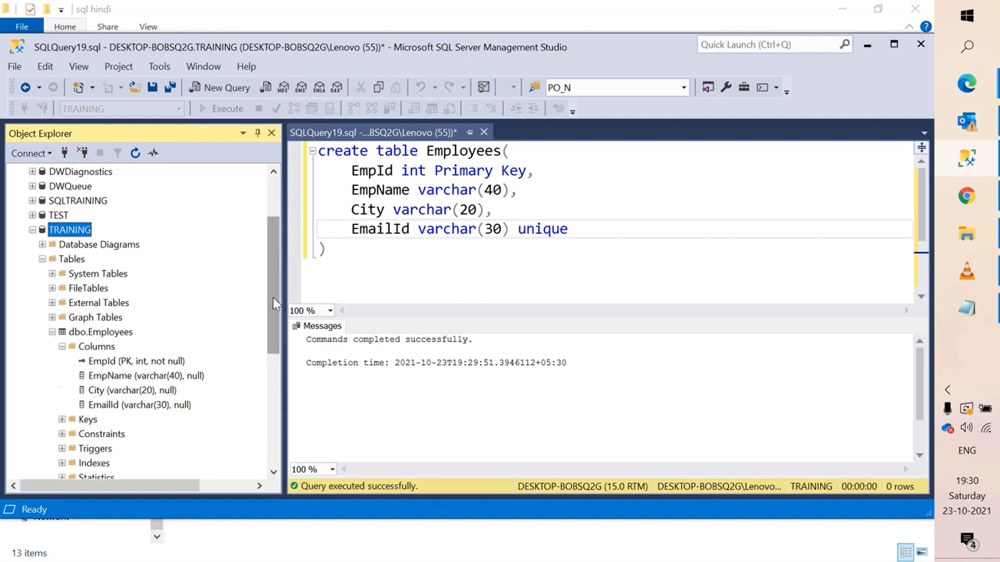 sql hindi
File Home Share View
SQLQuery19.sql - DESKTOP-BOBSQ2G.TRAINING (DESKTOP-BOBSQ2G\Lenovo (55))* - Microsoft SQL Server Management Studio
Quick Launch (Ctrl+Q)
File Edit View Project Tools Window Help
New Query
MDX DMX XMLA DAX
PO_N
TRAINING
Execute
Object Explorer
Connect
DWDiagnostics
DWQueue
SQLTRAINING
TEST
TRAINING
Database Diagrams
Tables
System Tables
FileTables
External Tables
Graph Tables
dbo.Employees
Columns
EmpId (PK, int, not null)
EmpName (varchar(40), null)
City (varchar(20), null)
EmailId (varchar(30), null)
Keys
Constraints
Triggers
Indexes
Statistics
SQLQuery19.sql -...BSQ2G\Lenovo (55))*
create table Employees(
EmpId int Primary Key,
EmpName varchar(40),
City varchar(20),
EmailId varchar(30) unique
)
100 %
Messages
Commands completed successfully.
Completion time: 2021-10-23T19:29:51.3946112+05:30
100 %
Query executed successfully.
DESKTOP-BOBSQ2G (15.0 RTM)
DESKTOP-BOBSQ2G\Lenovo...
TRAINING
00:00:00
0 rows
Ready
Network
13 items
ENG
19:30
Saturday
23-10-2021
4